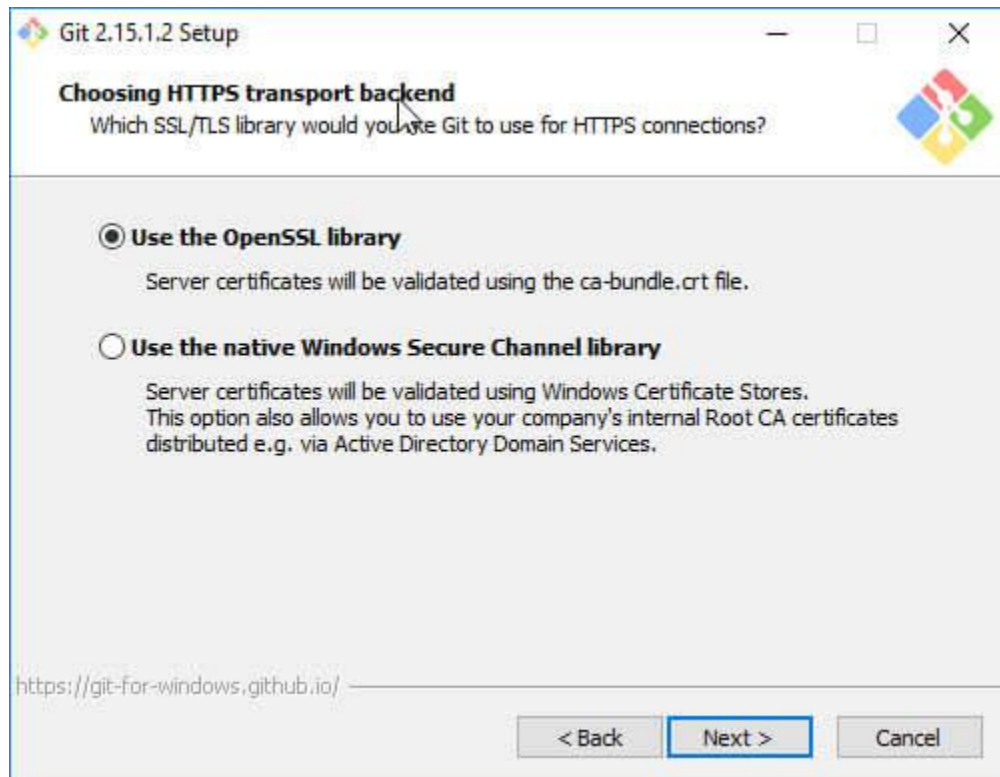 Git 2.15.1.2 Setup
Choosing HTTPS transport backend
Which SSL/TLS library would you Git to use for HTTPS connections?
Use the OpenSSL library
Server certificates will be validated using the ca-bundle.crt file.
Use the native Windows Secure Channel library
Server certificates will be validated using Windows Certificate Stores.
This option also allows you to use your company's internal Root CA certificates
distributed e.g. via Active Directory Domain Services.
https://git-for-windows.github.io/
< Back
Next >
Cancel